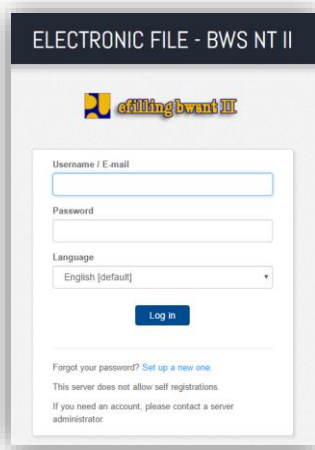 ELECTRONIC FILE - BWS NT II
efilling bwsnt II
Username / E-mail
Password
Language
English [default]
Log in
Forgot your password? Set up a new one.
This server does not allow self registrations.
If you need an account, please contact a server
administrator.